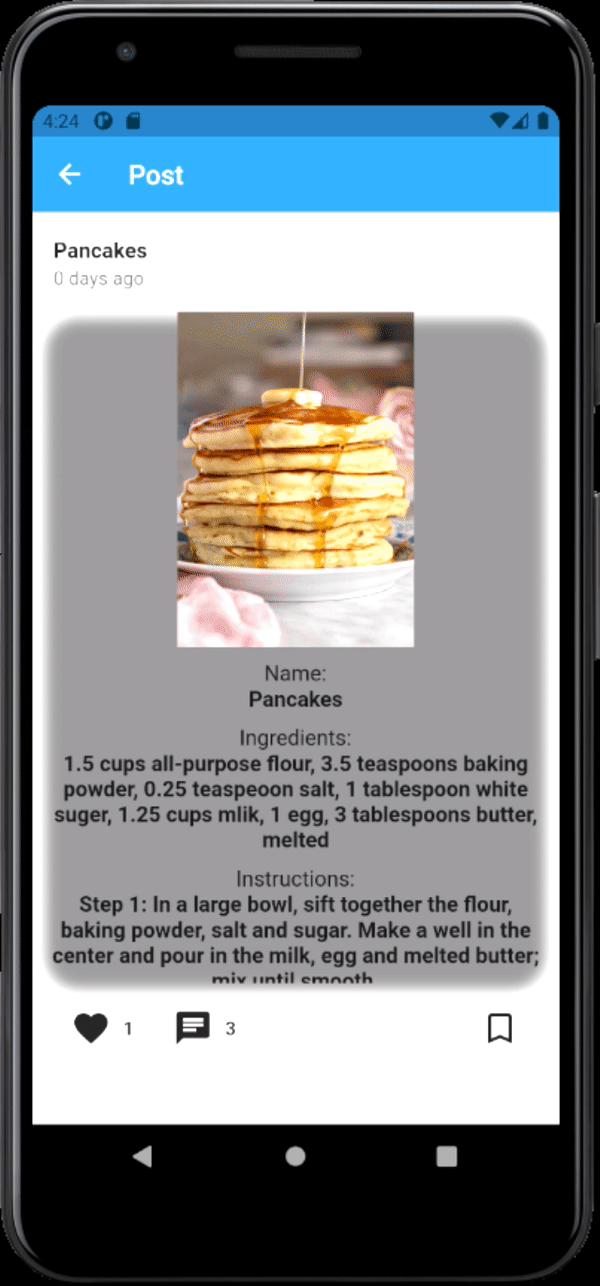 4:24
Post
Pancakes
0 days ago
Name:
Pancakes
Ingredients:
1.5 cups all-purpose flour, 3.5 teaspoons baking
powder, 0.25 teaspeoon salt, 1 tablespoon white
suger, 1.25 cups mlik, 1 egg, 3 tablespoons butter,
melted
Instructions:
Step 1: In a large bowl, sift together the flour,
baking powder, salt and sugar. Make a well in the
center and pour in the milk, egg and melted butter;
mix until smooth
1
3